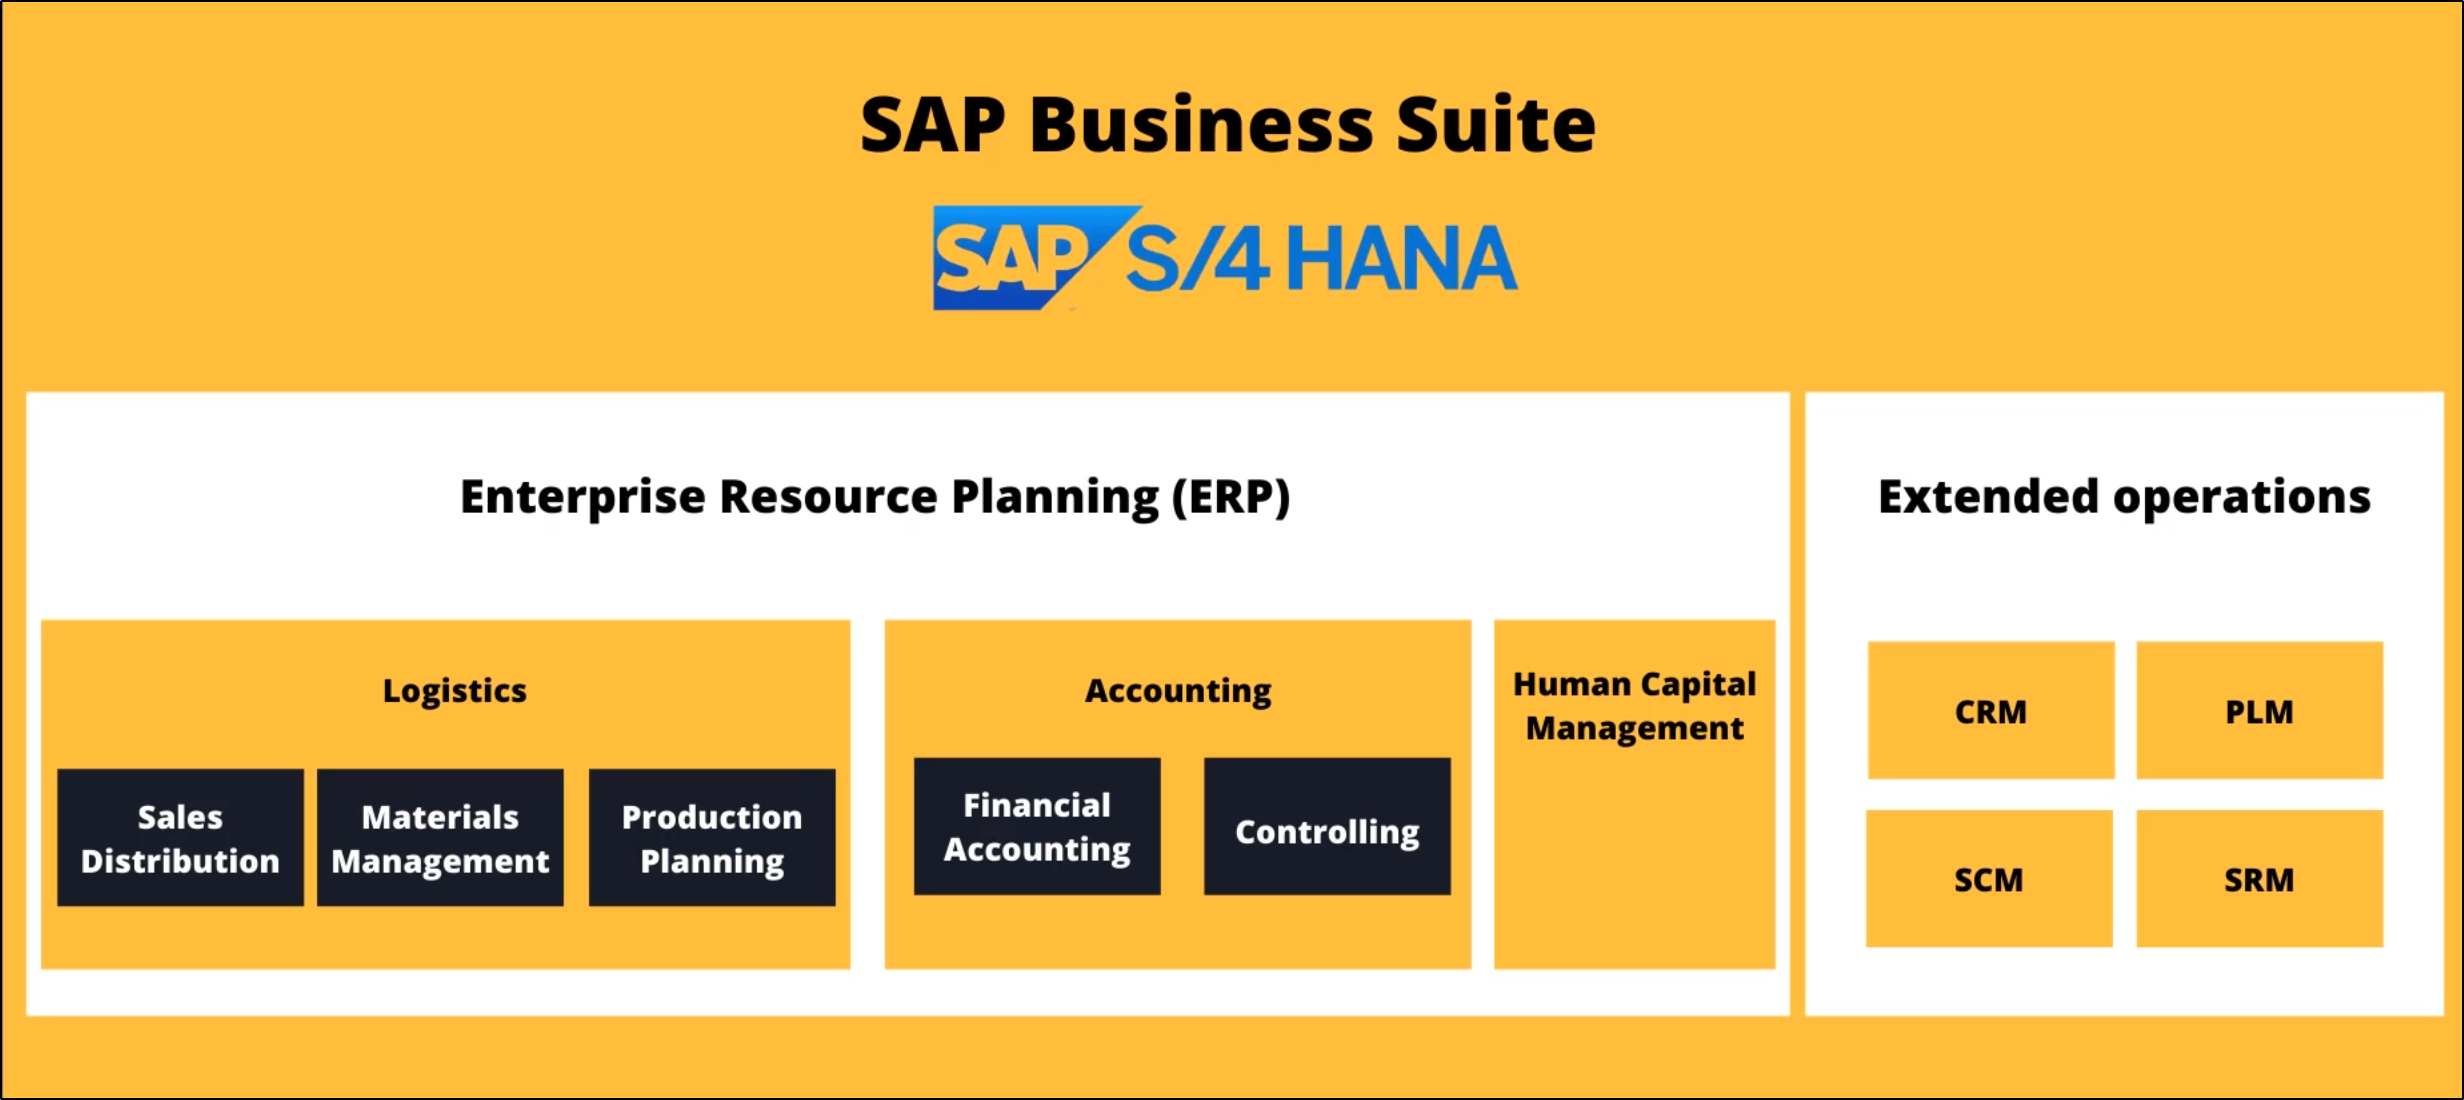 SAP Business Suite
SAP S/4 HANA
Enterprise Resource Planning (ERP)
Extended operations
Logistics
Sales
Distribution
Materials
Management
Production
Planning
Accounting
Financial
Accounting
Controlling
Human Capital
Management
CRM
PLM
SCM
SRM